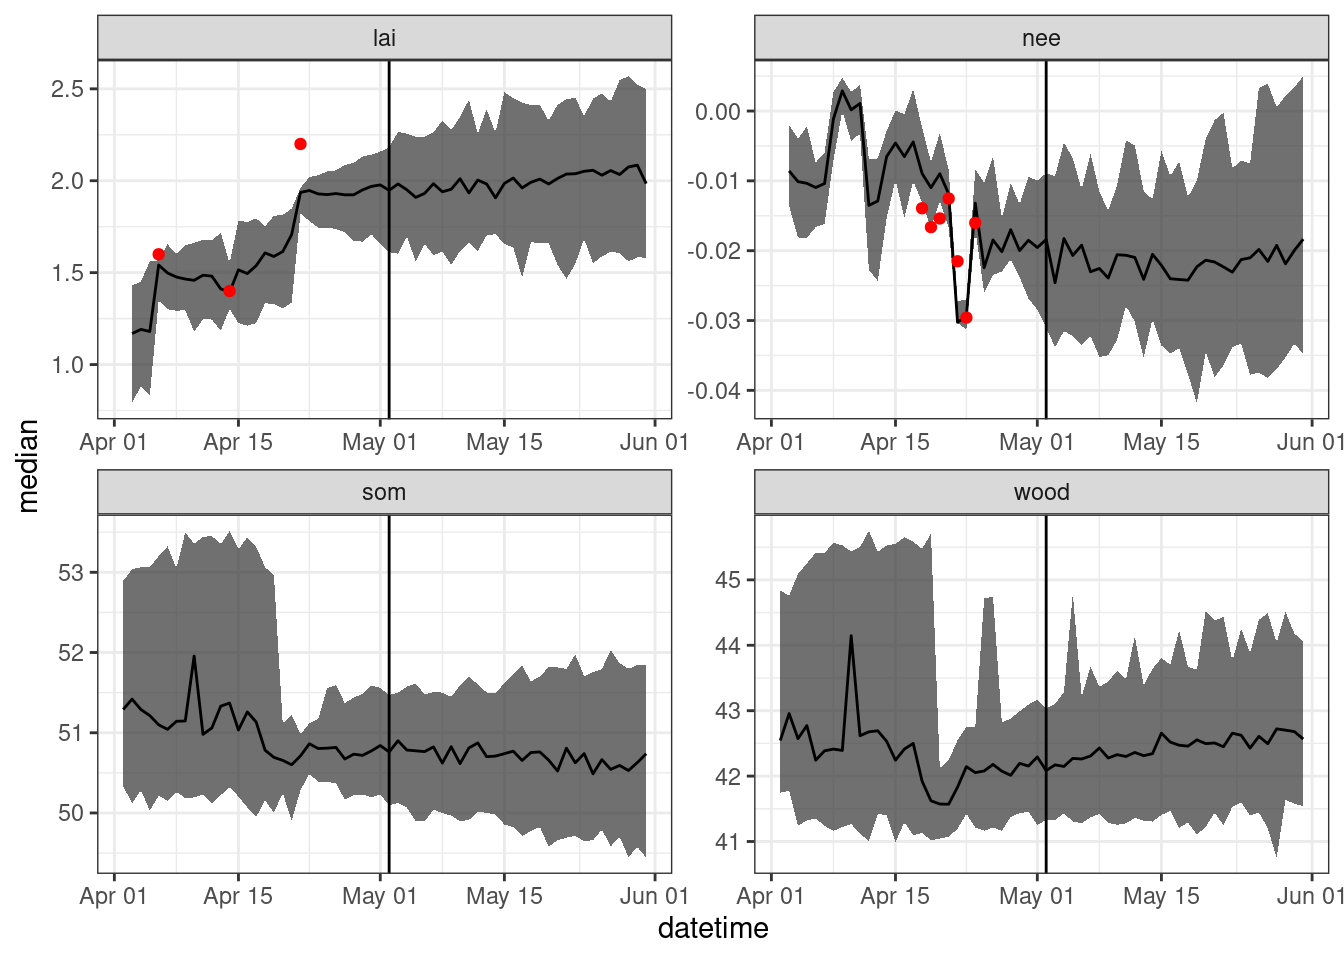 lai
nee
2.5
2.0
1.5
1.0
0.00
-0.01
-0.02
-0.03
-0.04
Apr 01 Apr 15 May 01 May 15 Jun 01
Apr 01 Apr 15 May 01 May 15 Jun 01
median
som
wood
53
52
51
50
45
44
43
42
41
Apr 01 Apr 15 May 01 May 15 Jun 01
Apr 01 Apr 15 May 01 May 15 Jun 01
datetime